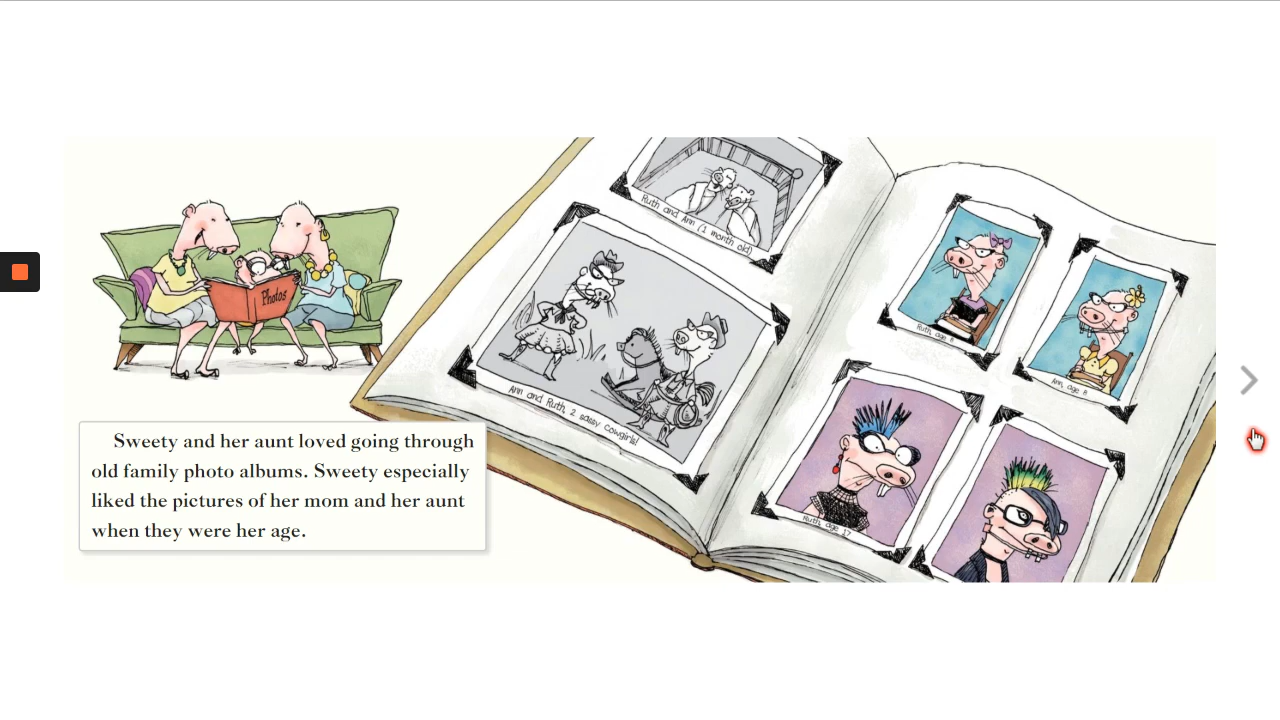 Photos
Sweety and her aunt loved going through
old family photo albums. Sweety especially
liked the pictures of her mom and her aunt
when they were her age.
Ruth and Ann (1 month old)
Ann and Ruth, 2 sassy cowgirls!
Ruth, age 8
Ann, age 8
Ruth, age 17